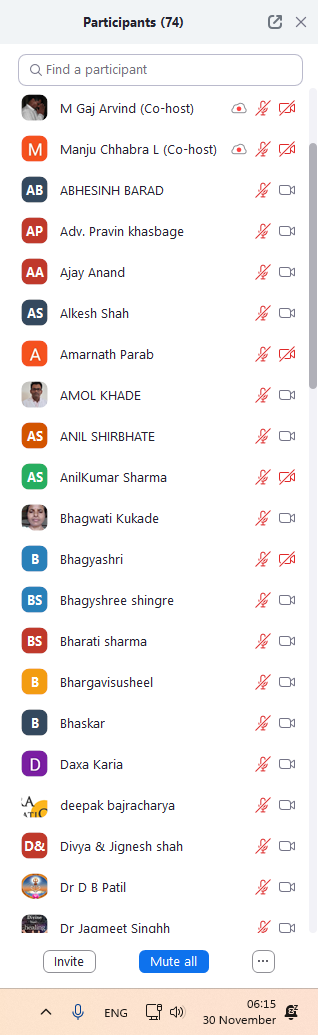 Participants (74)
Find a participant
M Gaj Arvind (Co-host)
M Manju Chhabra L (Co-host)
AB ABHESINH BARAD
AP Adv. Pravin khasbage
AA Ajay Anand
AS Alkesh Shah
A Amarnath Parab
AMOL KHADE
AS ANIL SHIRBHATE
AS AnilKumar Sharma
Bhagwati Kukade
B Bhagyashri
BS Bhagyshree shingre
BS Bharati sharma
B Bhargavisusheel
B Bhaskar
D Daxa Karia
deepak bajracharya
D& Divya & Jignesh shah
Dr D B Patil
Dr Jagmeet Singhh
Invite Mute all ...
ENG 06:15
30 November